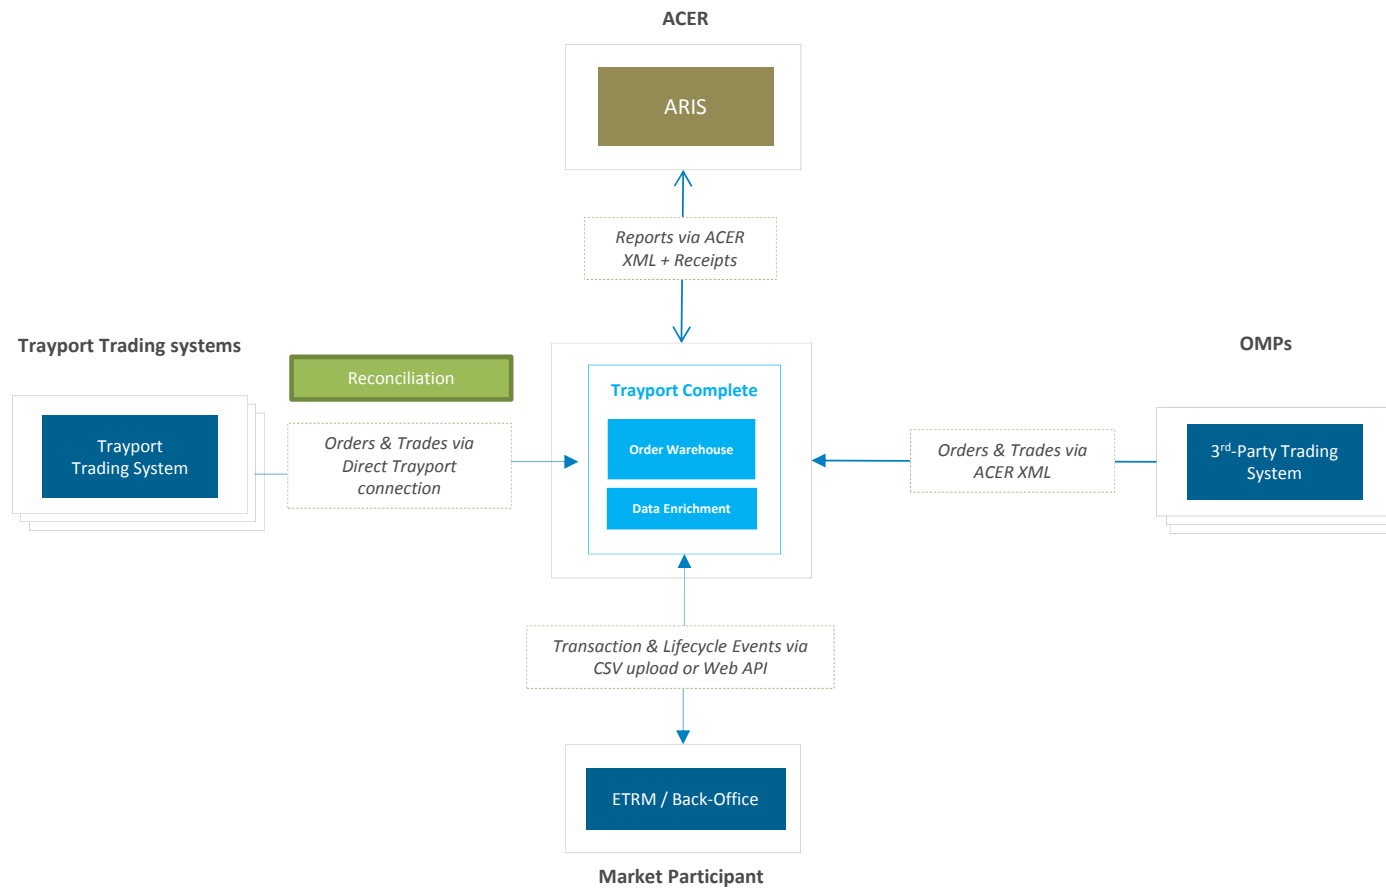 ACER
ARIS
Reports via ACER
XML + Receipts
Trayport Trading systems
OMPs
Reconciliation
Trayport Complete
Trayport
Trading System
Orders & Trades via
Direct Trayport
connection
Order Warehouse
Data Enrichment
Orders & Trades via
ACER XML
3rd-Party Trading
System
Transaction & Lifecycle Events via
CSV upload or Web API
ETRM / Back-Office
Market Participant